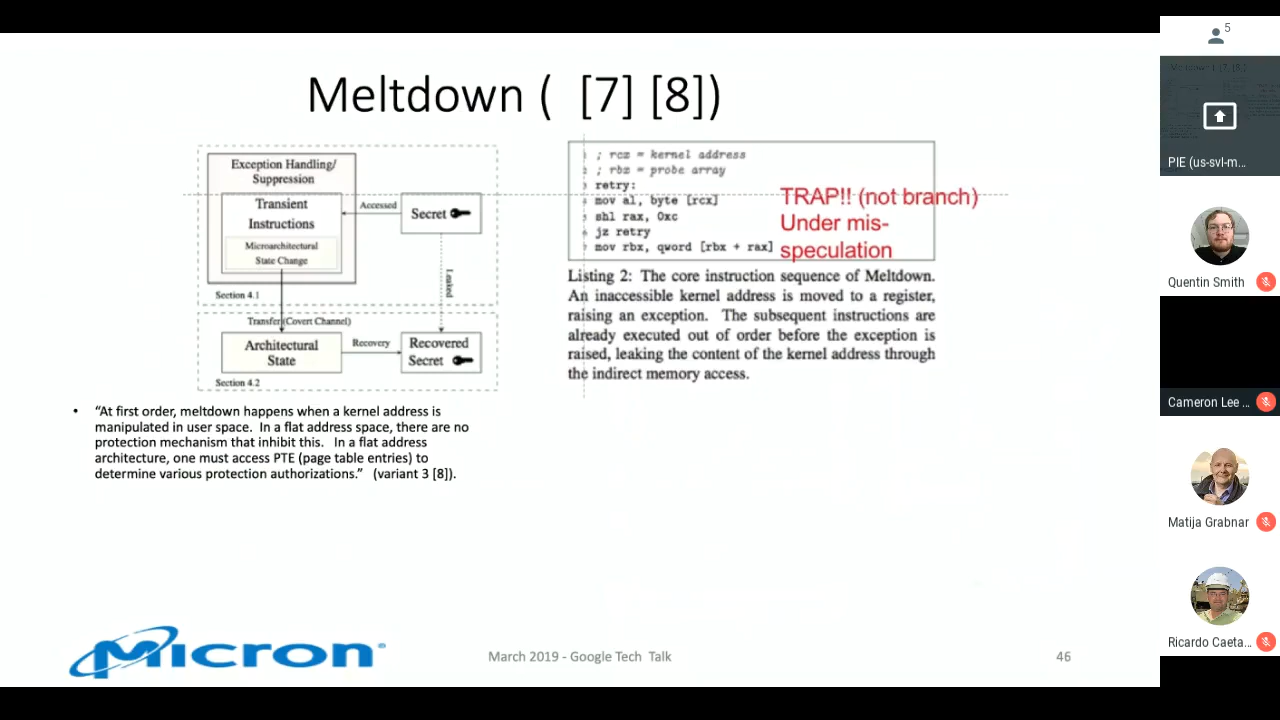 Meltdown ( [7] [8])
Exception Handling/
Suppression
Transient
Instructions
Microarchitectural
State Change
Section 4.1
Accessed
Secret
Leaked
Transfer (Covert Channel)
Architectural
State
Recovery
Recovered
Secret
Section 4.2
; rcx = kernel address
; rbx = probe array
retry:
mov al, byte [rcx]
shl rax, 0xc
jz retry
mov rbx, qword [rbx + rax]
TRAP!! (not branch)
Under mis-
speculation
Listing 2: The core instruction sequence of Meltdown.
An inaccessible kernel address is moved to a register,
raising an exception. The subsequent instructions are
already executed out of order before the exception is
raised, leaking the content of the kernel address through
the indirect memory access.
• “At first order, meltdown happens when a kernel address is
manipulated in user space. In a flat address space, there are no
protection mechanism that inhibit this. In a flat address
architecture, one must access PTE (page table entries) to
determine various protection authorizations.” (variant 3 [8]).
Micron®
March 2019 - Google Tech Talk
46
5
PIE (us-svl-m...
Quentin Smith
Cameron Lee ...
Matija Grabnar
Ricardo Caeta...